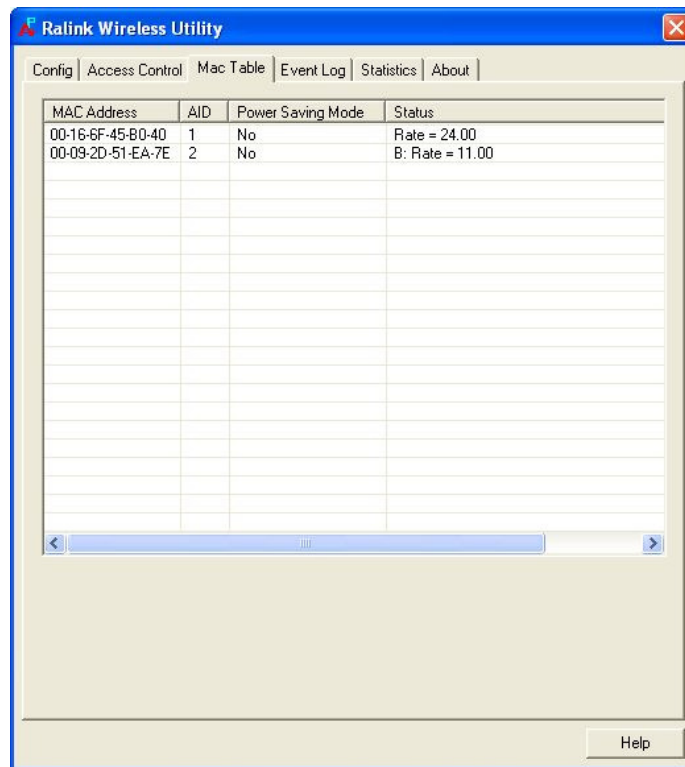 Ralink Wireless Utility
Config Access Control Mac Table Event Log Statistics About
MAC Address AID Power Saving Mode Status
00-16-6F-45-B0-40 1 No Rate = 24.00
00-09-2D-51-EA-7E 2 No B: Rate = 11.00
Help